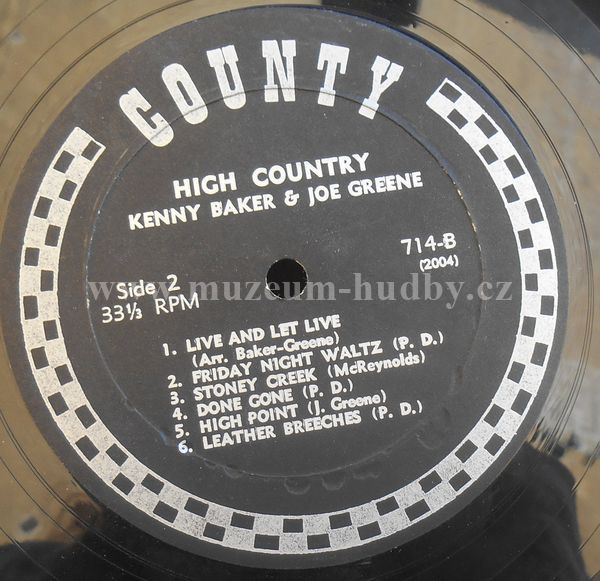 COUNTY
HIGH COUNTRY
KENNY BAKER & JOE GREENE
714-B
(2004)
Side 2
33⅓ RPM
www.muzeum-hudby.cz
1. LIVE AND LET LIVE
(Arr. Baker-Greene)
2. FRIDAY NIGHT WALTZ (P. D.)
3. STONEY CREEK (McReynolds)
4. DONE GONE (P. D.)
5. HIGH POINT (J. Greene)
6. LEATHER BREECHES (P. D.)